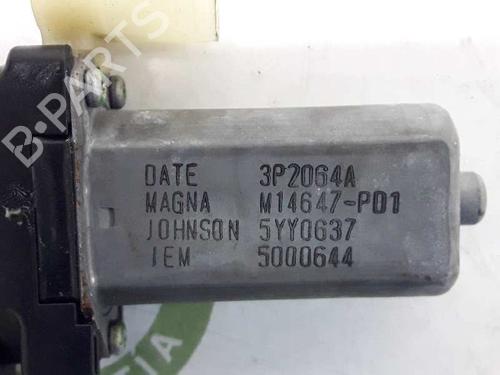 DATE 3P2064A
MAGNA M14647-PD1
JOHNSON 5YY0637
IEM 5000644
B-PARTS